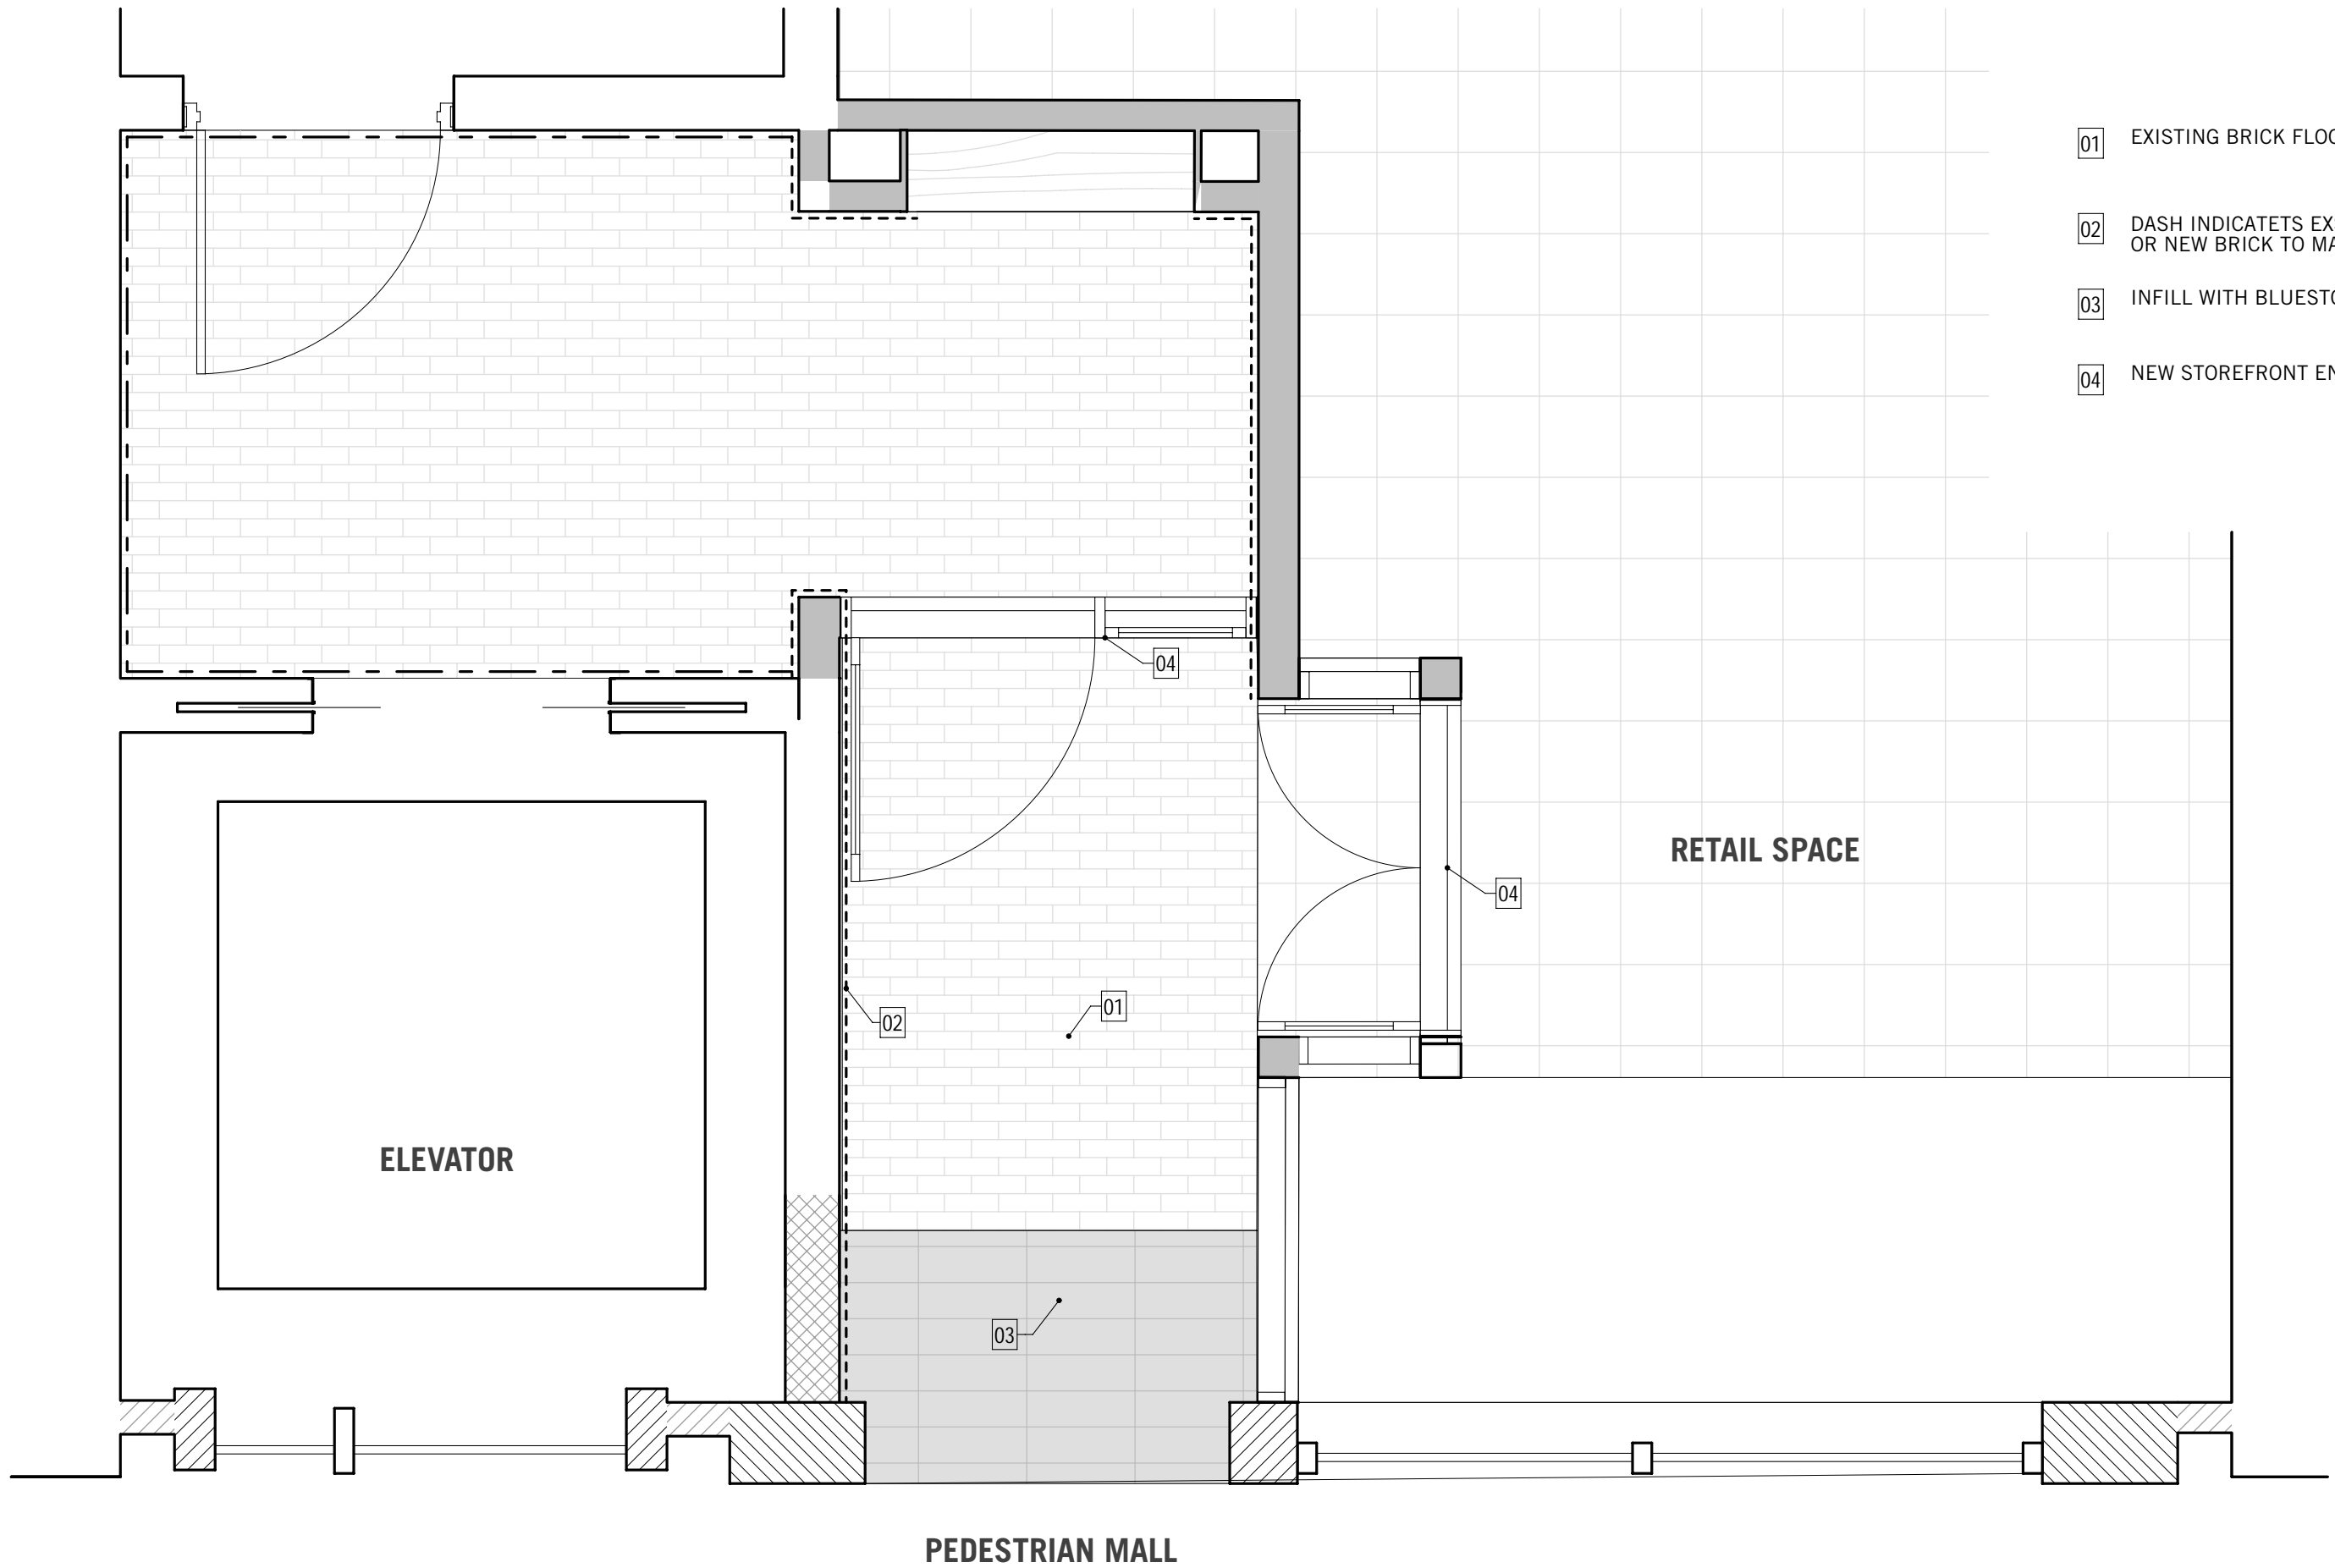 01 EXISTING BRICK FLOO
02 DASH INDICATETS EX
OR NEW BRICK TO MA
03 INFILL WITH BLUEST
04 NEW STOREFRONT EN
04
RETAIL SPACE
04
01
02
ELEVATOR
03
PEDESTRIAN MALL